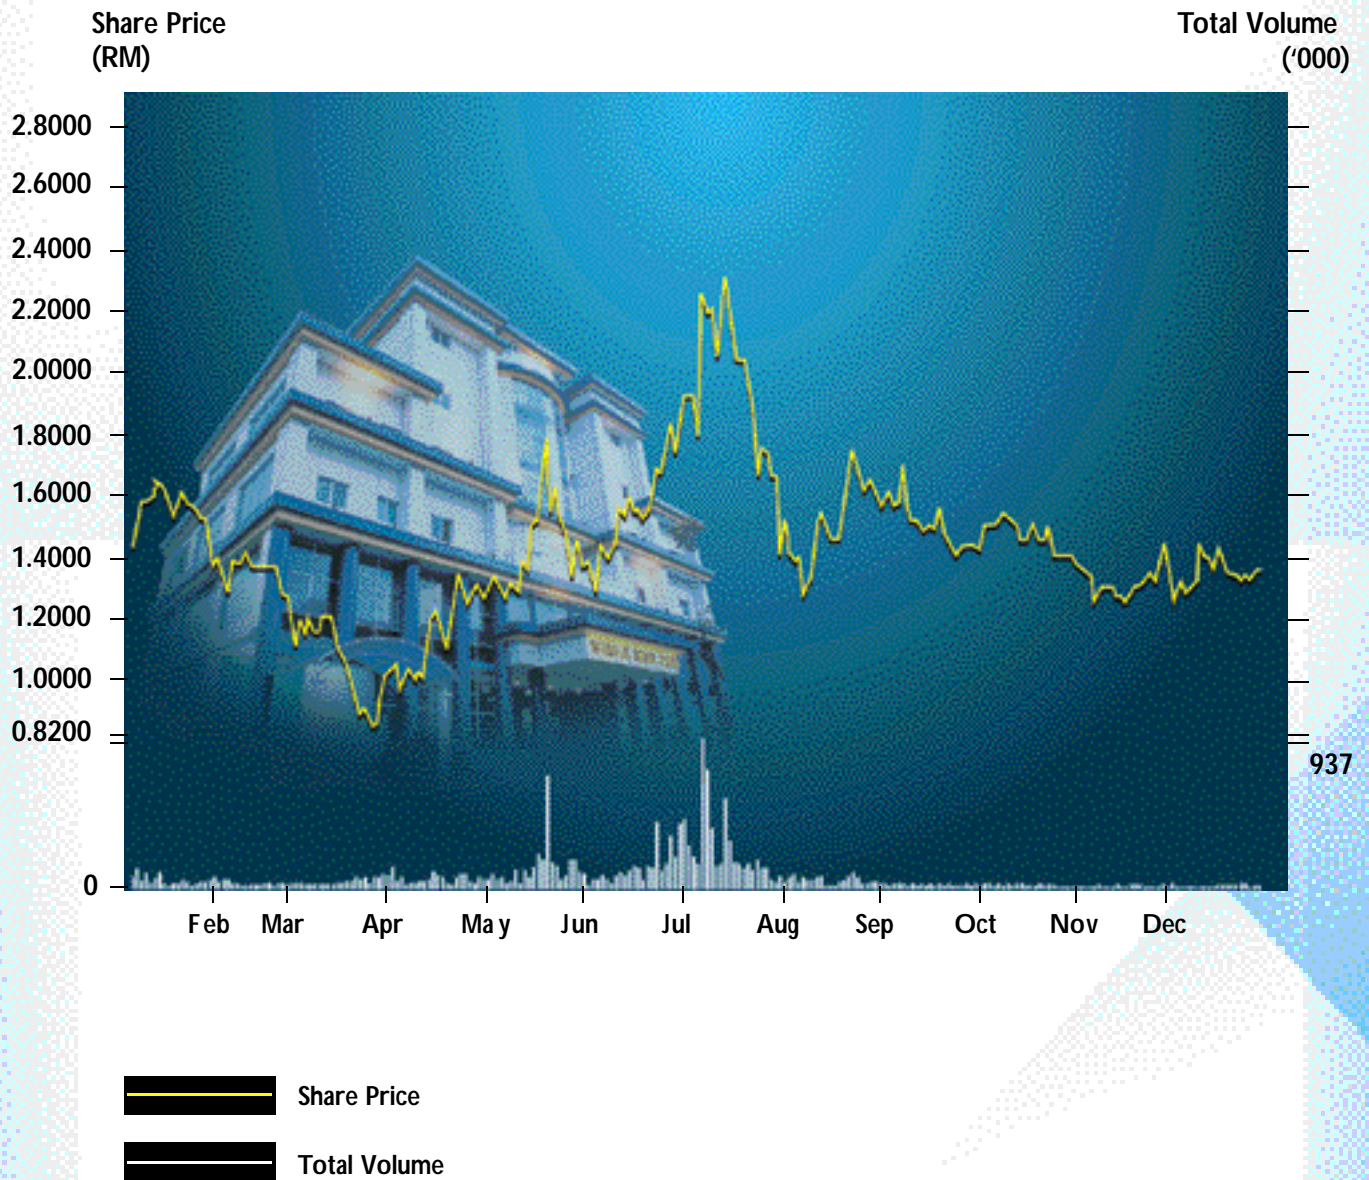 Share Price
(RM)
Total Volume
('000)
2.8000
2.6000
2.4000
2.2000
2.0000
1.8000
1.6000
1.4000
1.2000
1.0000
0.8200
937
0
Feb Mar Apr May Jun Jul Aug Sep Oct Nov Dec
Share Price
Total Volume